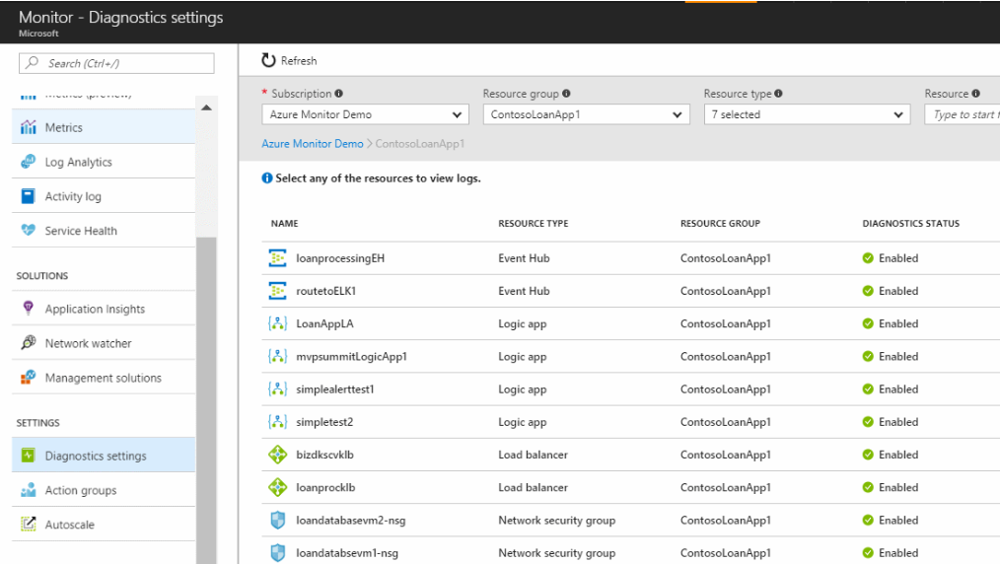 Monitor - Diagnostics settings
Microsoft
Search (Ctrl+/)
Metrics (preview)
Metrics
Log Analytics
Activity log
Service Health
SOLUTIONS
Application Insights
Network watcher
Management solutions
SETTINGS
Diagnostics settings
Action groups
Autoscale
Refresh
* Subscription Resource group Resource type Resource
Azure Monitor Demo ContosoLoanApp1 7 selected Type to start f
Azure Monitor Demo > ContosoLoanApp1
Select any of the resources to view logs.
NAME RESOURCE TYPE RESOURCE GROUP DIAGNOSTICS STATUS
loanprocessingEH Event Hub ContosoLoanApp1 Enabled
routetoELK1 Event Hub ContosoLoanApp1 Enabled
LoanAppLA Logic app ContosoLoanApp1 Enabled
mvpsummitLogicApp1 Logic app ContosoLoanApp1 Enabled
simplealerttest1 Logic app ContosoLoanApp1 Enabled
simpletest2 Logic app ContosoLoanApp1 Enabled
bizdkscvklb Load balancer ContosoLoanApp1 Enabled
loanprocklb Load balancer ContosoLoanApp1 Enabled
loandatabasevm2-nsg Network security group ContosoLoanApp1 Enabled
loandatabsevm1-nsg Network security group ContosoLoanApp1 Enabled